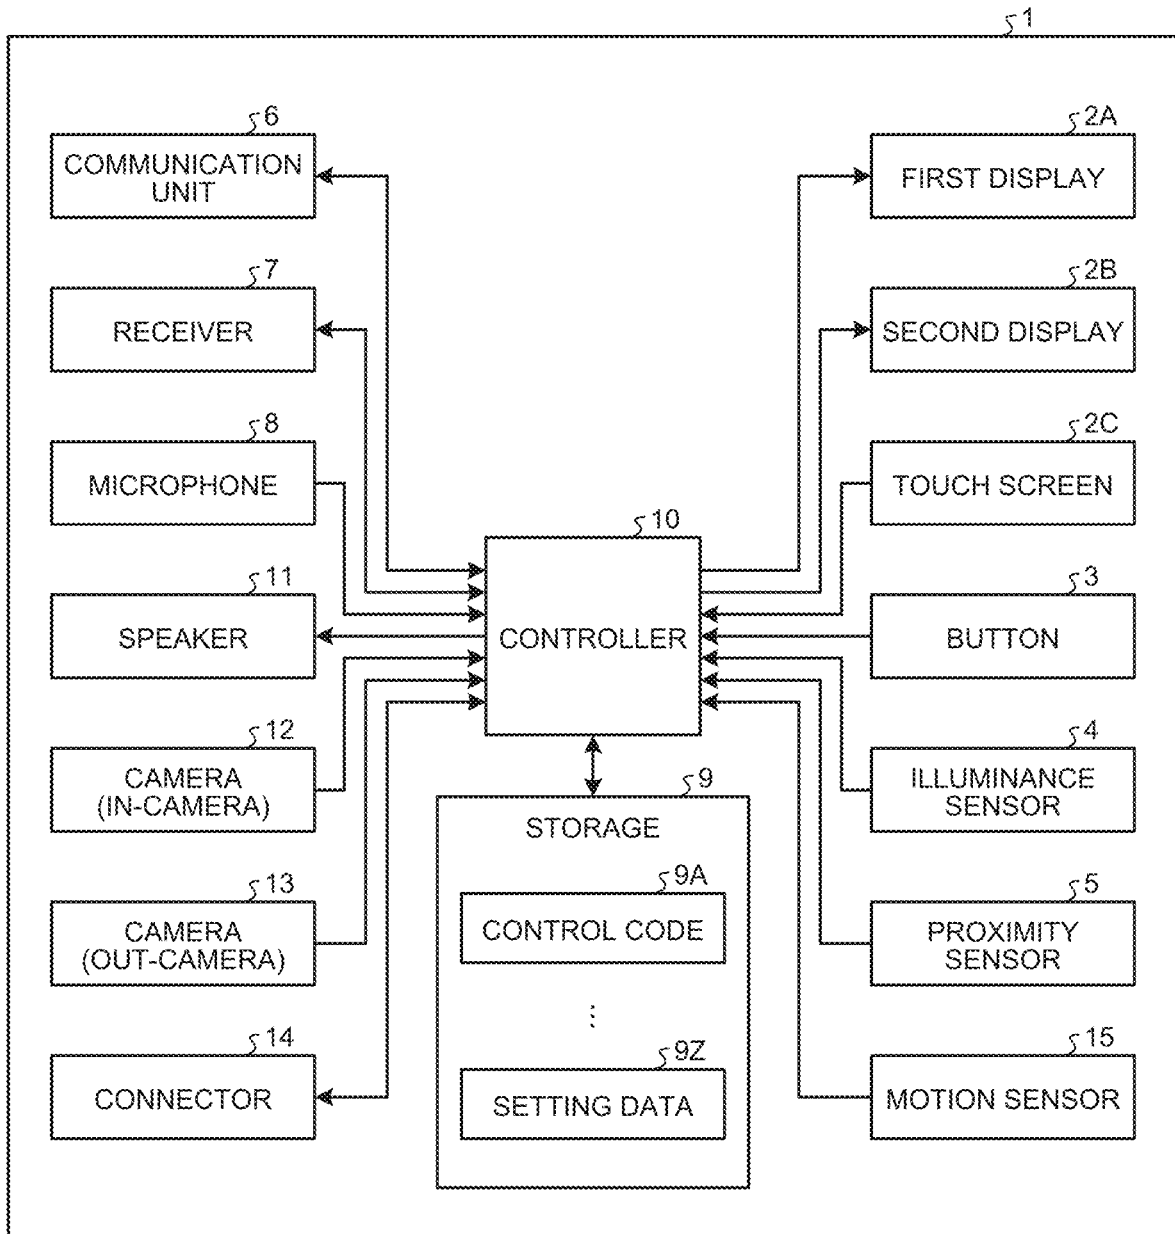 1
6
COMMUNICATION
UNIT
7
RECEIVER
8
MICROPHONE
11
SPEAKER
12
CAMERA
(IN-CAMERA)
13
CAMERA
(OUT-CAMERA)
14
CONNECTOR
10
CONTROLLER
9
STORAGE
9A
CONTROL CODE
⋮
9Z
SETTING DATA
2A
FIRST DISPLAY
2B
SECOND DISPLAY
2C
TOUCH SCREEN
3
BUTTON
4
ILLUMINANCE
SENSOR
5
PROXIMITY
SENSOR
15
MOTION SENSOR